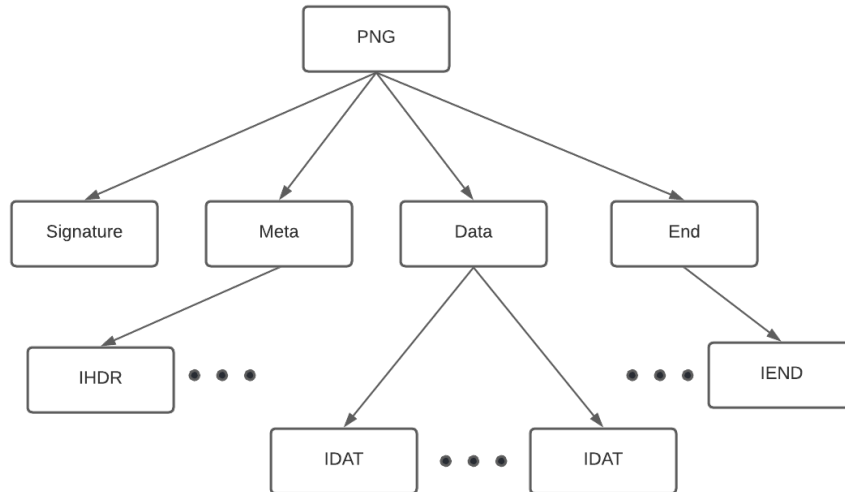 PNG
Signature
Meta
Data
End
IHDR
IEND
IDAT
IDAT